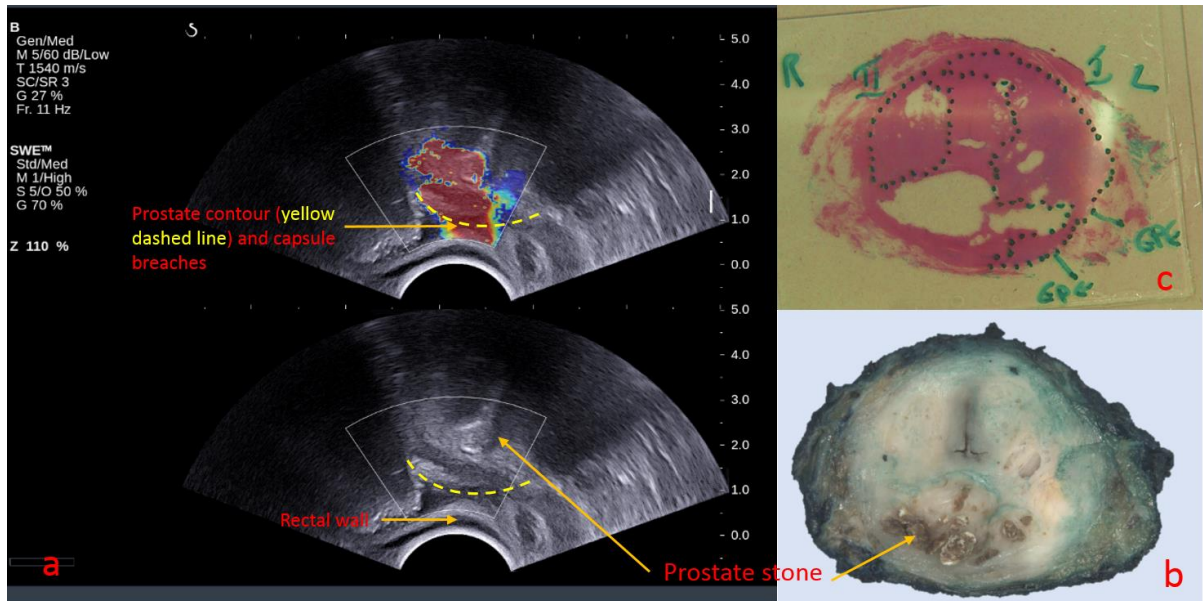 B
Gen/Med
M 5/60 dB/Low
T 1540 m/s
SC/SR 3
G 27 %
Fr. 11 Hz
SWE™
Std/Med
M 1/High
S 5/O 50 %
G 70 %
Z 110 %
5.0
4.0
3.0
2.0
1.0
0.0
Prostate contour (yellow
dashed line) and capsule
breaches
5.0
4.0
3.0
2.0
1.0
0.0
Rectal wall
Prostate stone
a
R
II
I
L
EPE
EPE
c
b